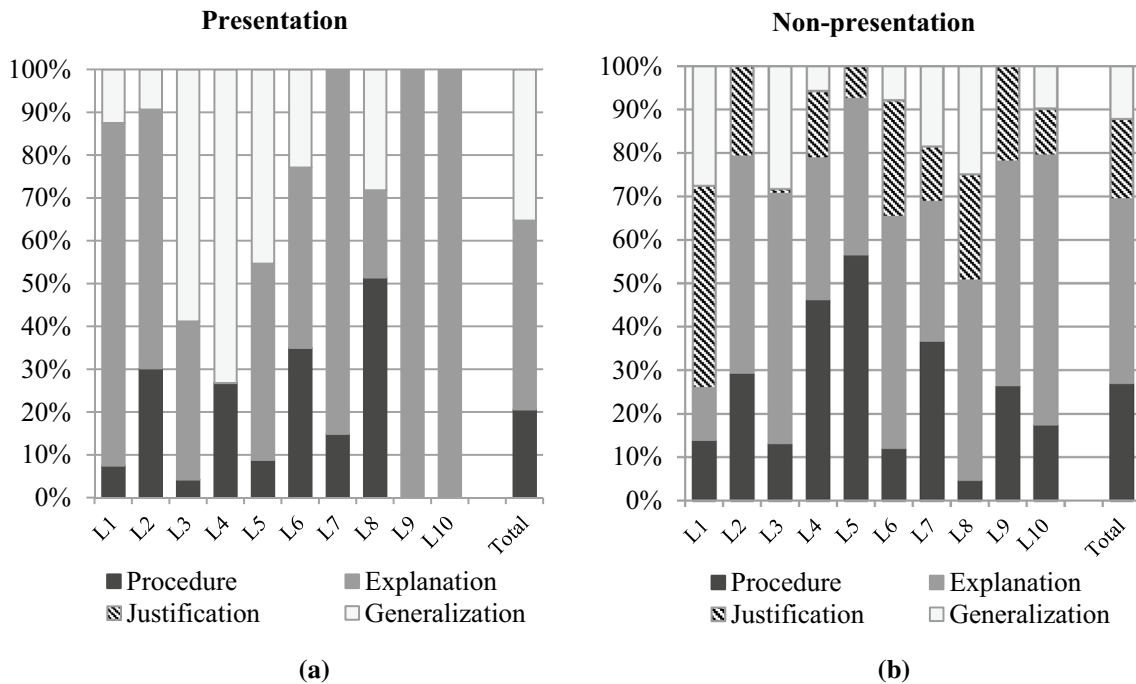 Presentation
100%
90%
80%
70%
60%
50%
40%
30%
20%
10%
0%
L1 L2 L3 L4 L5 L6 L7 L8 L9 L10 Total
Procedure Explanation
Justification Generalization
(a)
Non-presentation
100%
90%
80%
70%
60%
50%
40%
30%
20%
10%
0%
L1 L2 L3 L4 L5 L6 L7 L8 L9 L10 Total
Procedure Explanation
Justification Generalization
(b)